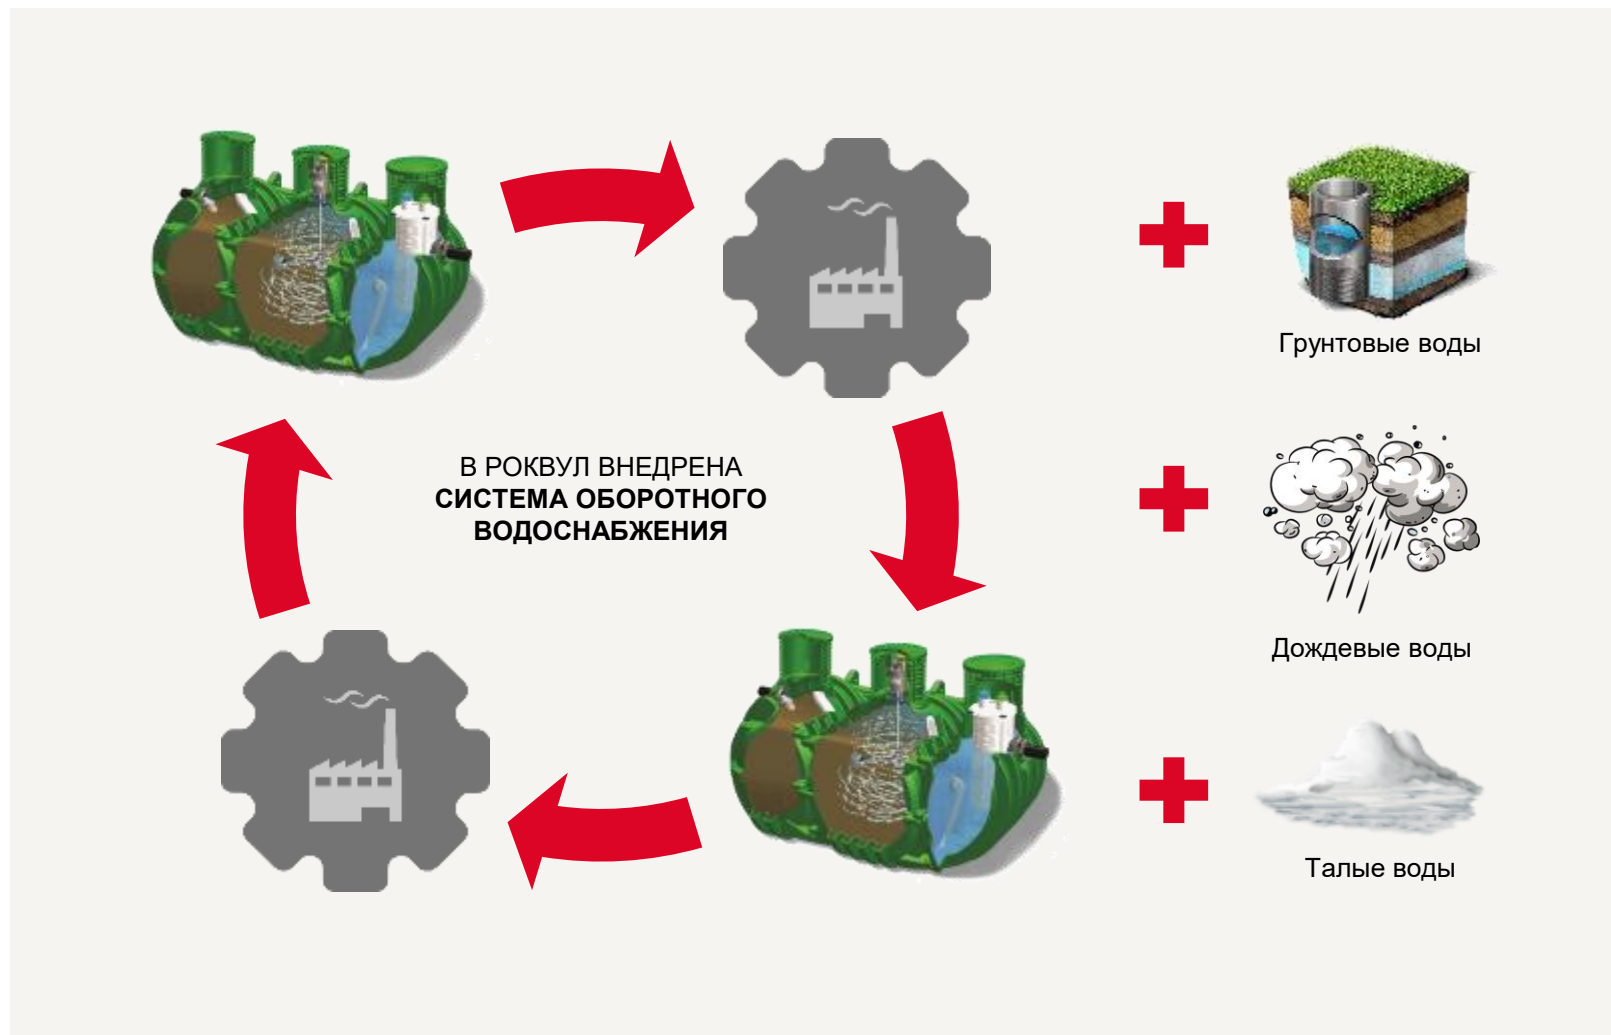 В РОКВУЛ ВНЕДРЕНА
СИСТЕМА ОБОРОТНОГО
ВОДОСНАБЖЕНИЯ
Грунтовые воды
Дождевые воды
Талые воды